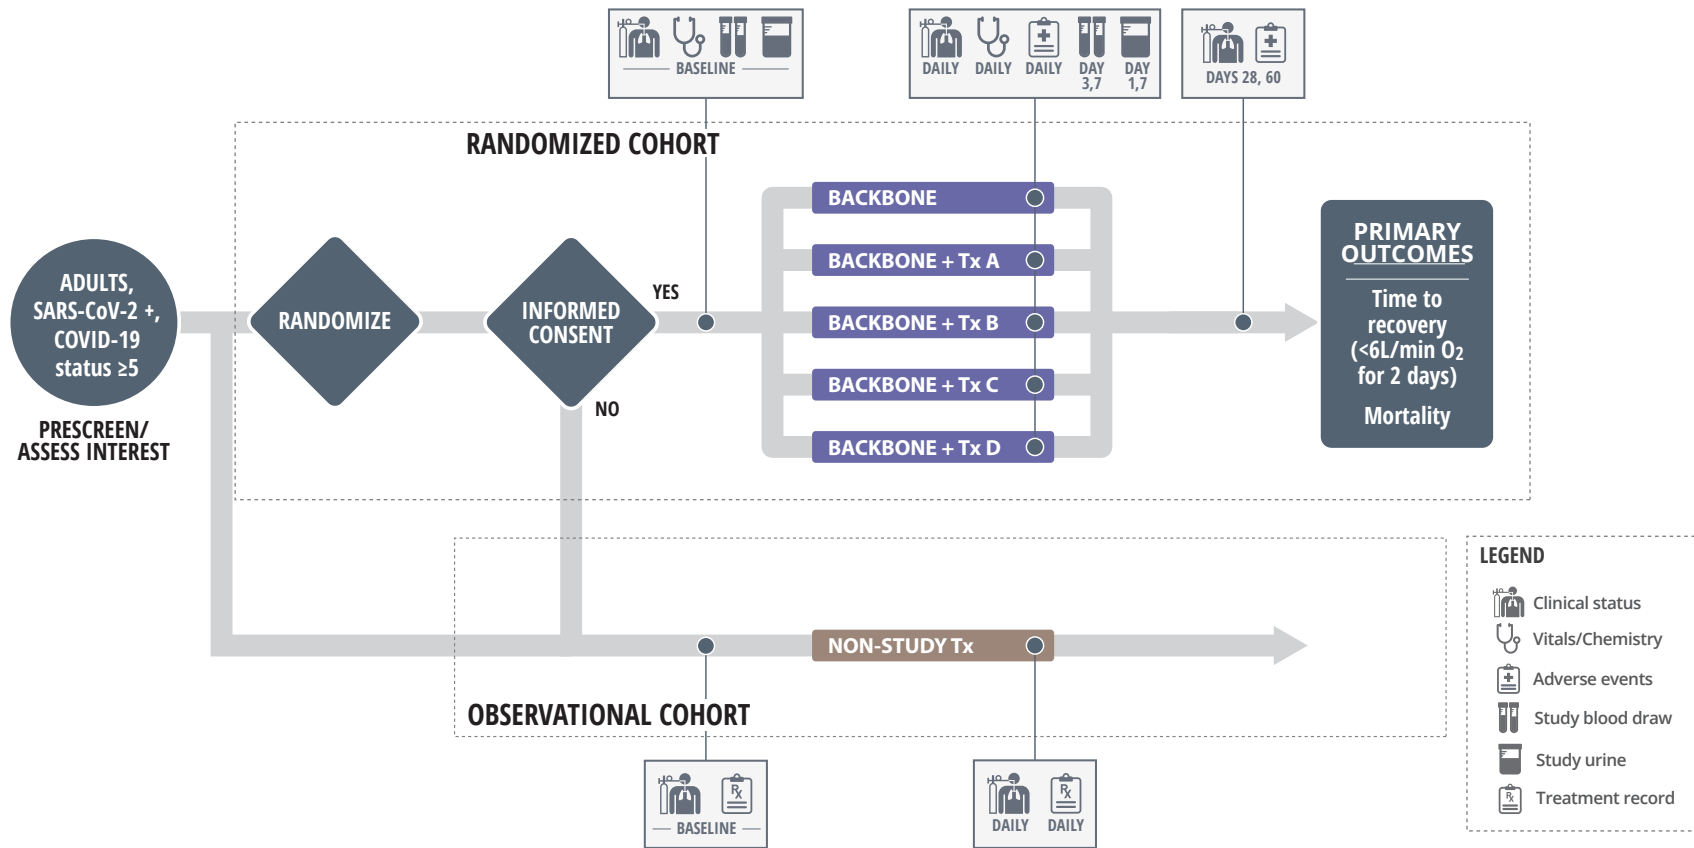 BASELINE
DAILY DAILY DAILY DAY DAY
3,7 1,7
DAYS 28, 60
RANDOMIZED COHORT
ADULTS,
SARS-CoV-2 +,
COVID-19
status ≥5
PRESCREEN/
ASSESS INTEREST
RANDOMIZE
INFORMED
CONSENT
YES
NO
BACKBONE
BACKBONE + Tx A
BACKBONE + Tx B
BACKBONE + Tx C
BACKBONE + Tx D
PRIMARY
OUTCOMES
Time to
recovery
(<6L/min O₂
for 2 days)
Mortality
NON-STUDY Tx
OBSERVATIONAL COHORT
Rx
BASELINE
Rx
DAILY DAILY
LEGEND
Clinical status
Vitals/Chemistry
Adverse events
Study blood draw
Study urine
Rx Treatment record